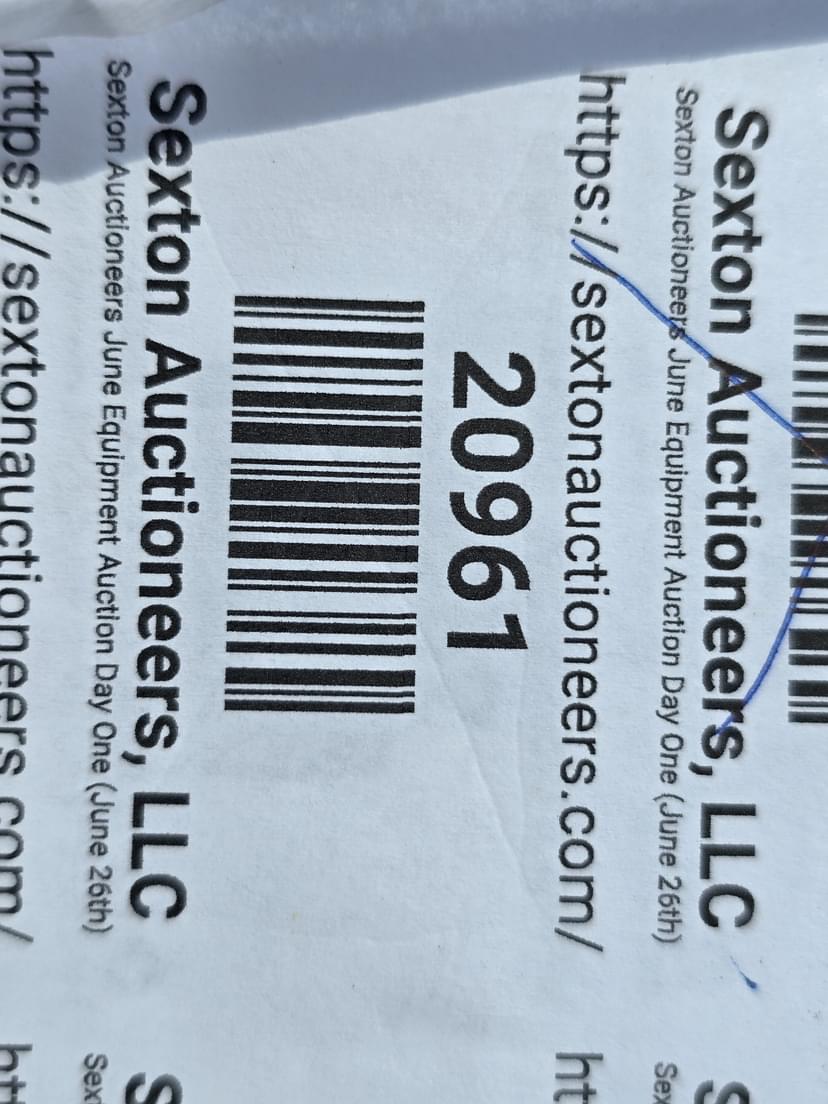 Sexton Auctioneers, LLC
Sexton Auctioneers June Equipment Auction Day One (June 26th)
https://sextonauctioneers.com/
20961
Sexton Auctioneers, LLC
Sexton Auctioneers June Equipment Auction Day One (June 26th)
https://sextonauctioneers.com/